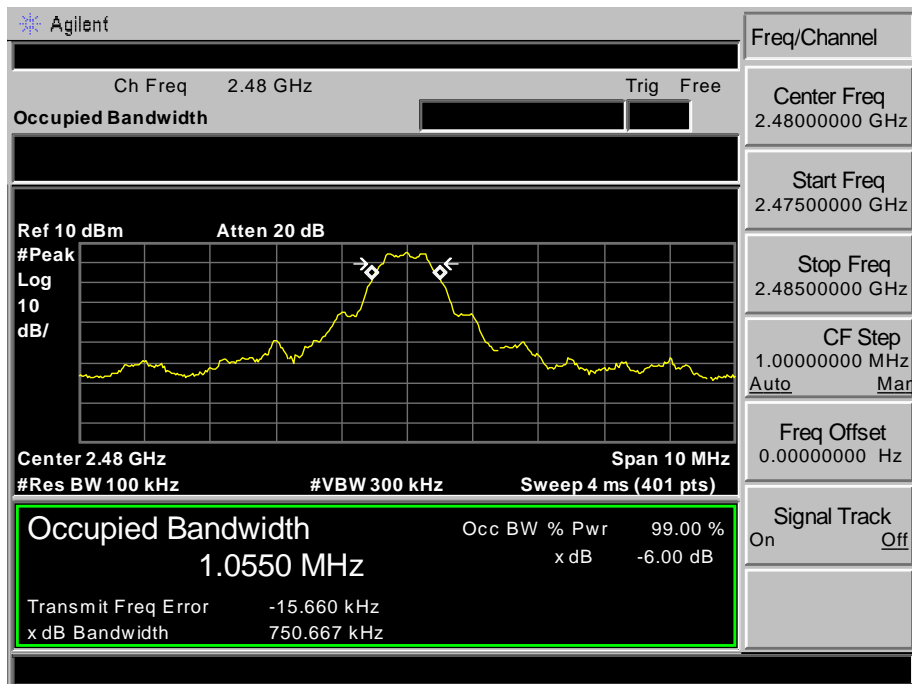 Agilent
Freq/Channel
Ch Freq 2.48 GHz Trig Free
Occupied Bandwidth
Center Freq
2.48000000 GHz
Start Freq
2.47500000 GHz
Stop Freq
2.48500000 GHz
CF Step
1.00000000 MHz
Auto Man
Freq Offset
0.00000000 Hz
Signal Track
On Off
Ref 10 dBm Atten 20 dB
#Peak
Log
10
dB/
Center 2.48 GHz Span 10 MHz
#Res BW 100 kHz #VBW 300 kHz Sweep 4 ms (401 pts)
Occupied Bandwidth
1.0550 MHz
Occ BW % Pwr 99.00 %
x dB -6.00 dB
Transmit Freq Error -15.660 kHz
x dB Bandwidth 750.667 kHz